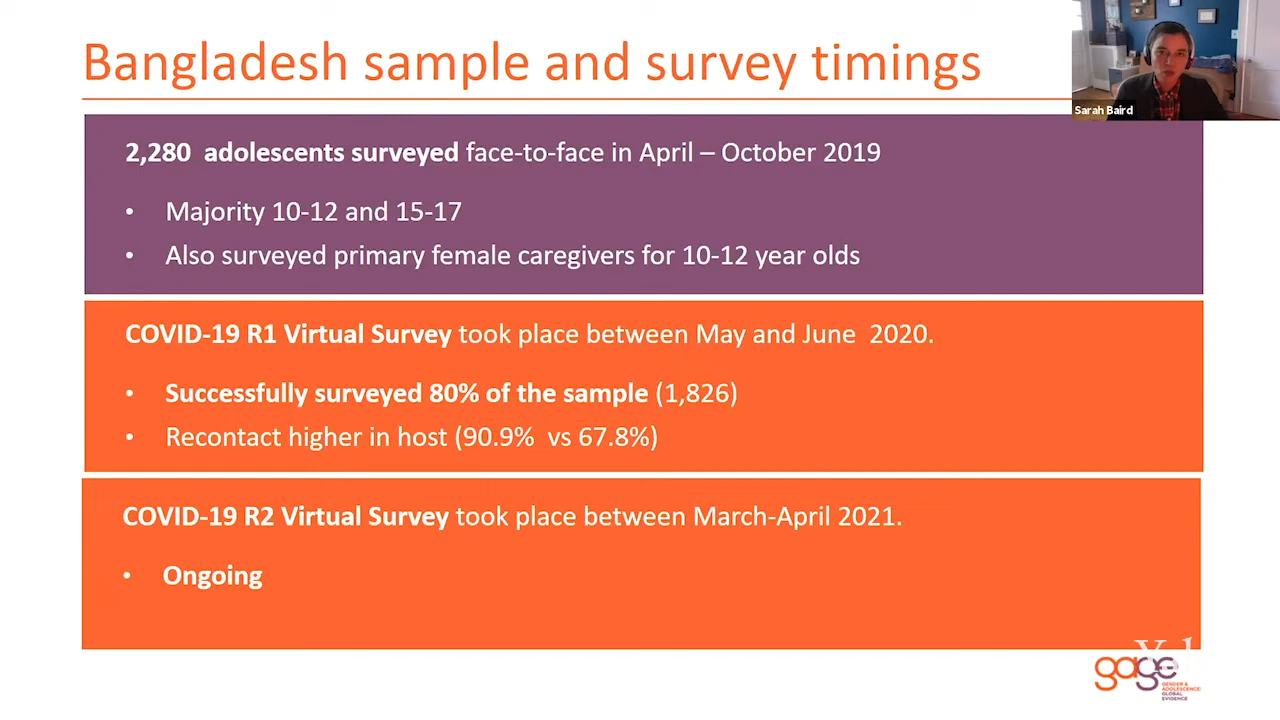 Bangladesh sample and survey timings
Sarah Baird
2,280 adolescents surveyed face-to-face in April – October 2019
• Majority 10-12 and 15-17
• Also surveyed primary female caregivers for 10-12 year olds
COVID-19 R1 Virtual Survey took place between May and June 2020.
• Successfully surveyed 80% of the sample (1,826)
• Recontact higher in host (90.9% vs 67.8%)
COVID-19 R2 Virtual Survey took place between March-April 2021.
• Ongoing
gage
GENDER &
ADOLESCENCE
GLOBAL
EVIDENCE